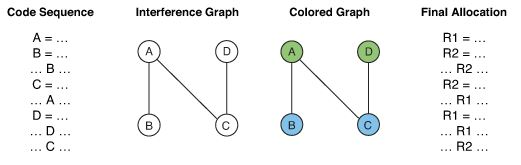 Code Sequence
A = ...
B = ...
... B ...
C = ...
... A ...
D = ...
... D ...
... C ...
Interference Graph
A D
B C
Colored Graph
A D
B C
Final Allocation
R1 = ...
R2 = ...
... R2 ...
R2 = ...
... R1 ...
R1 = ...
... R1 ...
... R2 ...